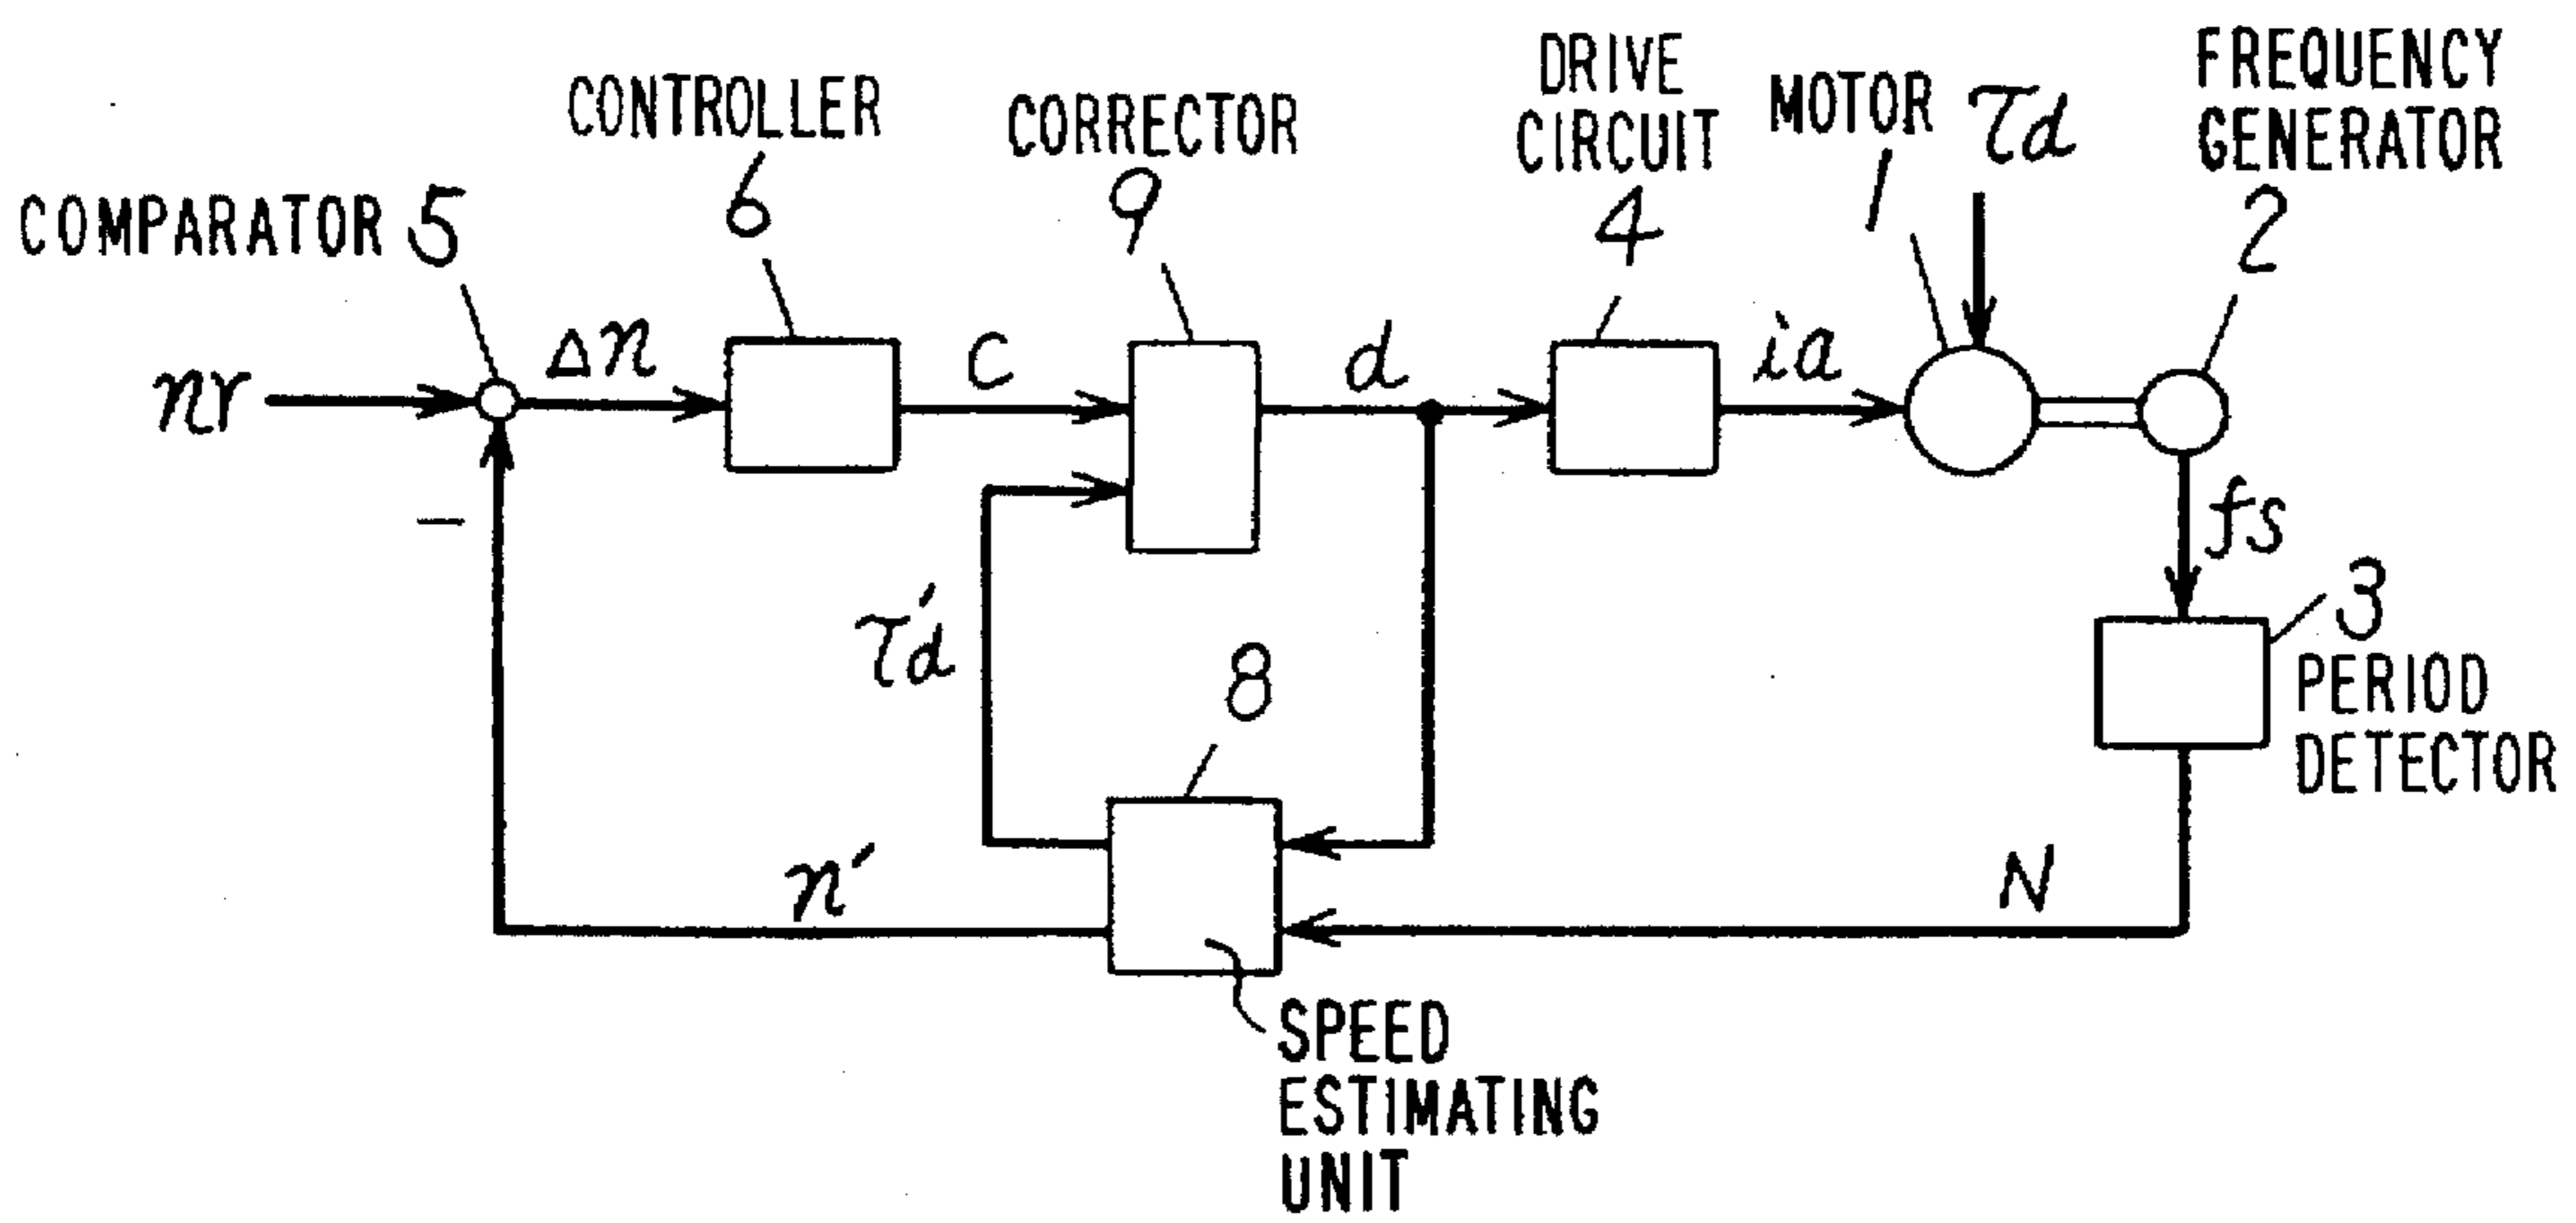 FREQUENCY
GENERATOR
2
DRIVE
CIRCUIT
4
MOTOR
1
τd
CONTROLLER
6
CORRECTOR
9
COMPARATOR 5
nr
Δn
c
d
ia
fs
−
3
PERIOD
DETECTOR
τ'd
8
n'
N
SPEED
ESTIMATING
UNIT